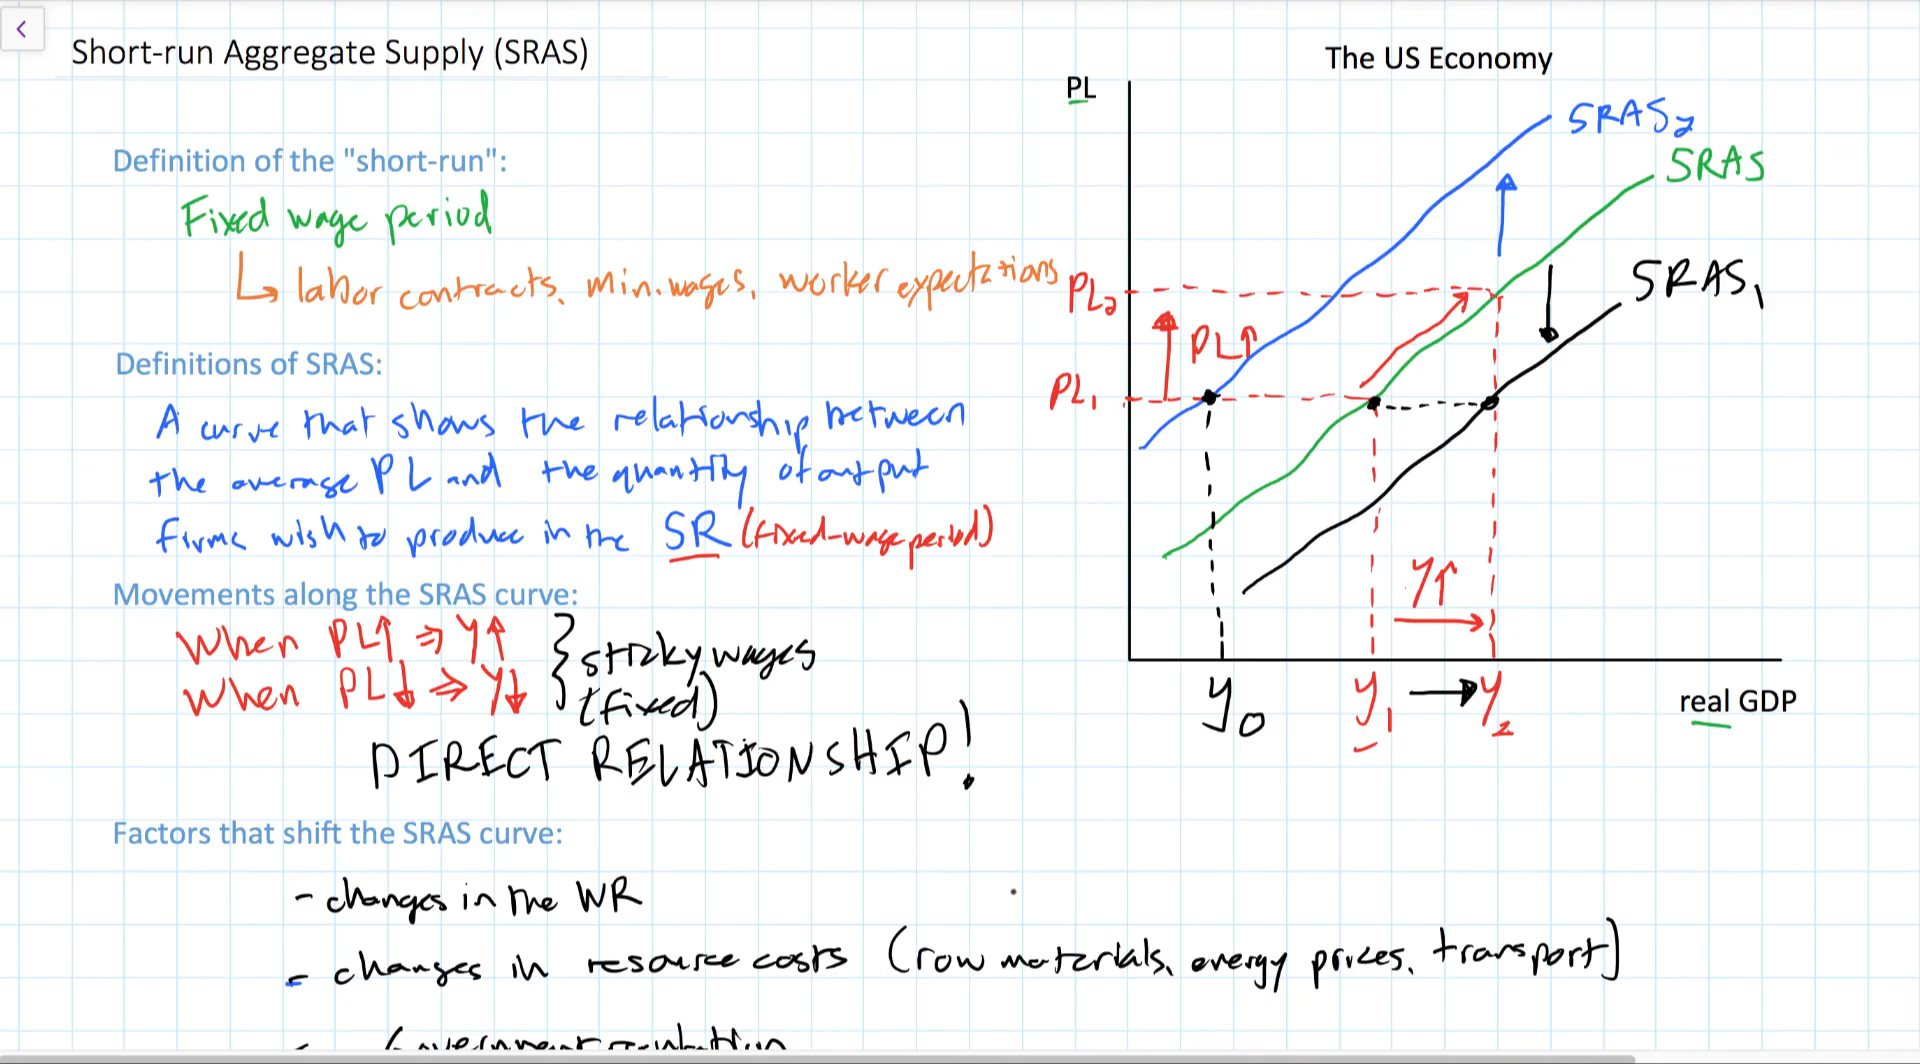 Short-run Aggregate Supply (SRAS)
Definition of the "short-run":
Fixed wage period
↳ labor contracts, min. wages, worker expectations
Definitions of SRAS:
A curve that shows the relationship between
the average PL and the quantity of output
firms wish to produce in the SR (fixed-wage period)
Movements along the SRAS curve:
When PL↑ ⇒ Y↑ } sticky wages
When PL↓ ⇒ Y↓ (fixed)
DIRECT RELATIONSHIP!
Factors that shift the SRAS curve:
- changes in the WR
- changes in resource costs (raw materials, energy prices, transport)
The US Economy
PL
SRAS₂
SRAS
SRAS₁
PL₂
PL↑
PL₁
Y↑
Y₀ Y₁ → Y₂
real GDP